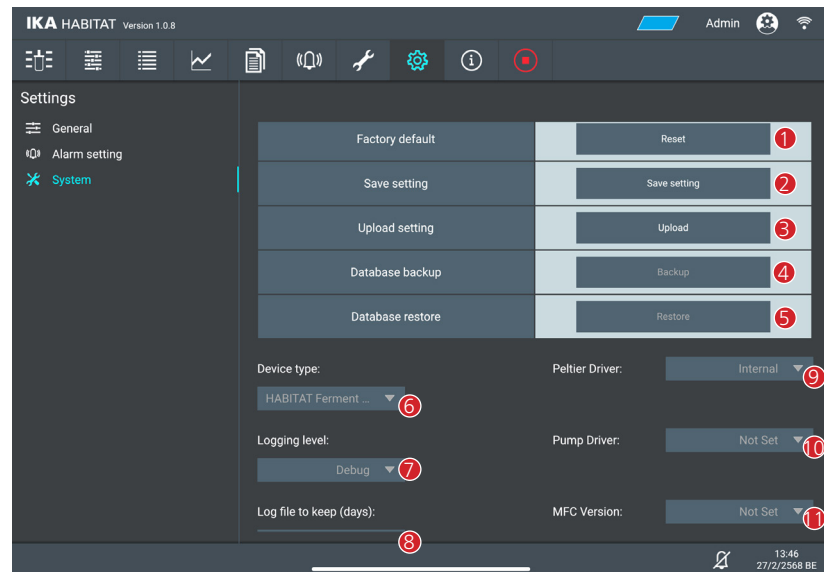 IKA HABITAT Version 1.0.8
Admin
Settings
General
Alarm setting
System
Factory default
Reset
1
Save setting
Save setting
2
Upload setting
Upload
3
Database backup
Backup
4
Database restore
Restore
5
Device type:
Peltier Driver:
Internal
9
HABITAT Ferment ...
6
Logging level:
Pump Driver:
Not Set
10
Debug
7
Log file to keep (days):
MFC Version:
Not Set
11
8
13:46
27/2/2568 BE